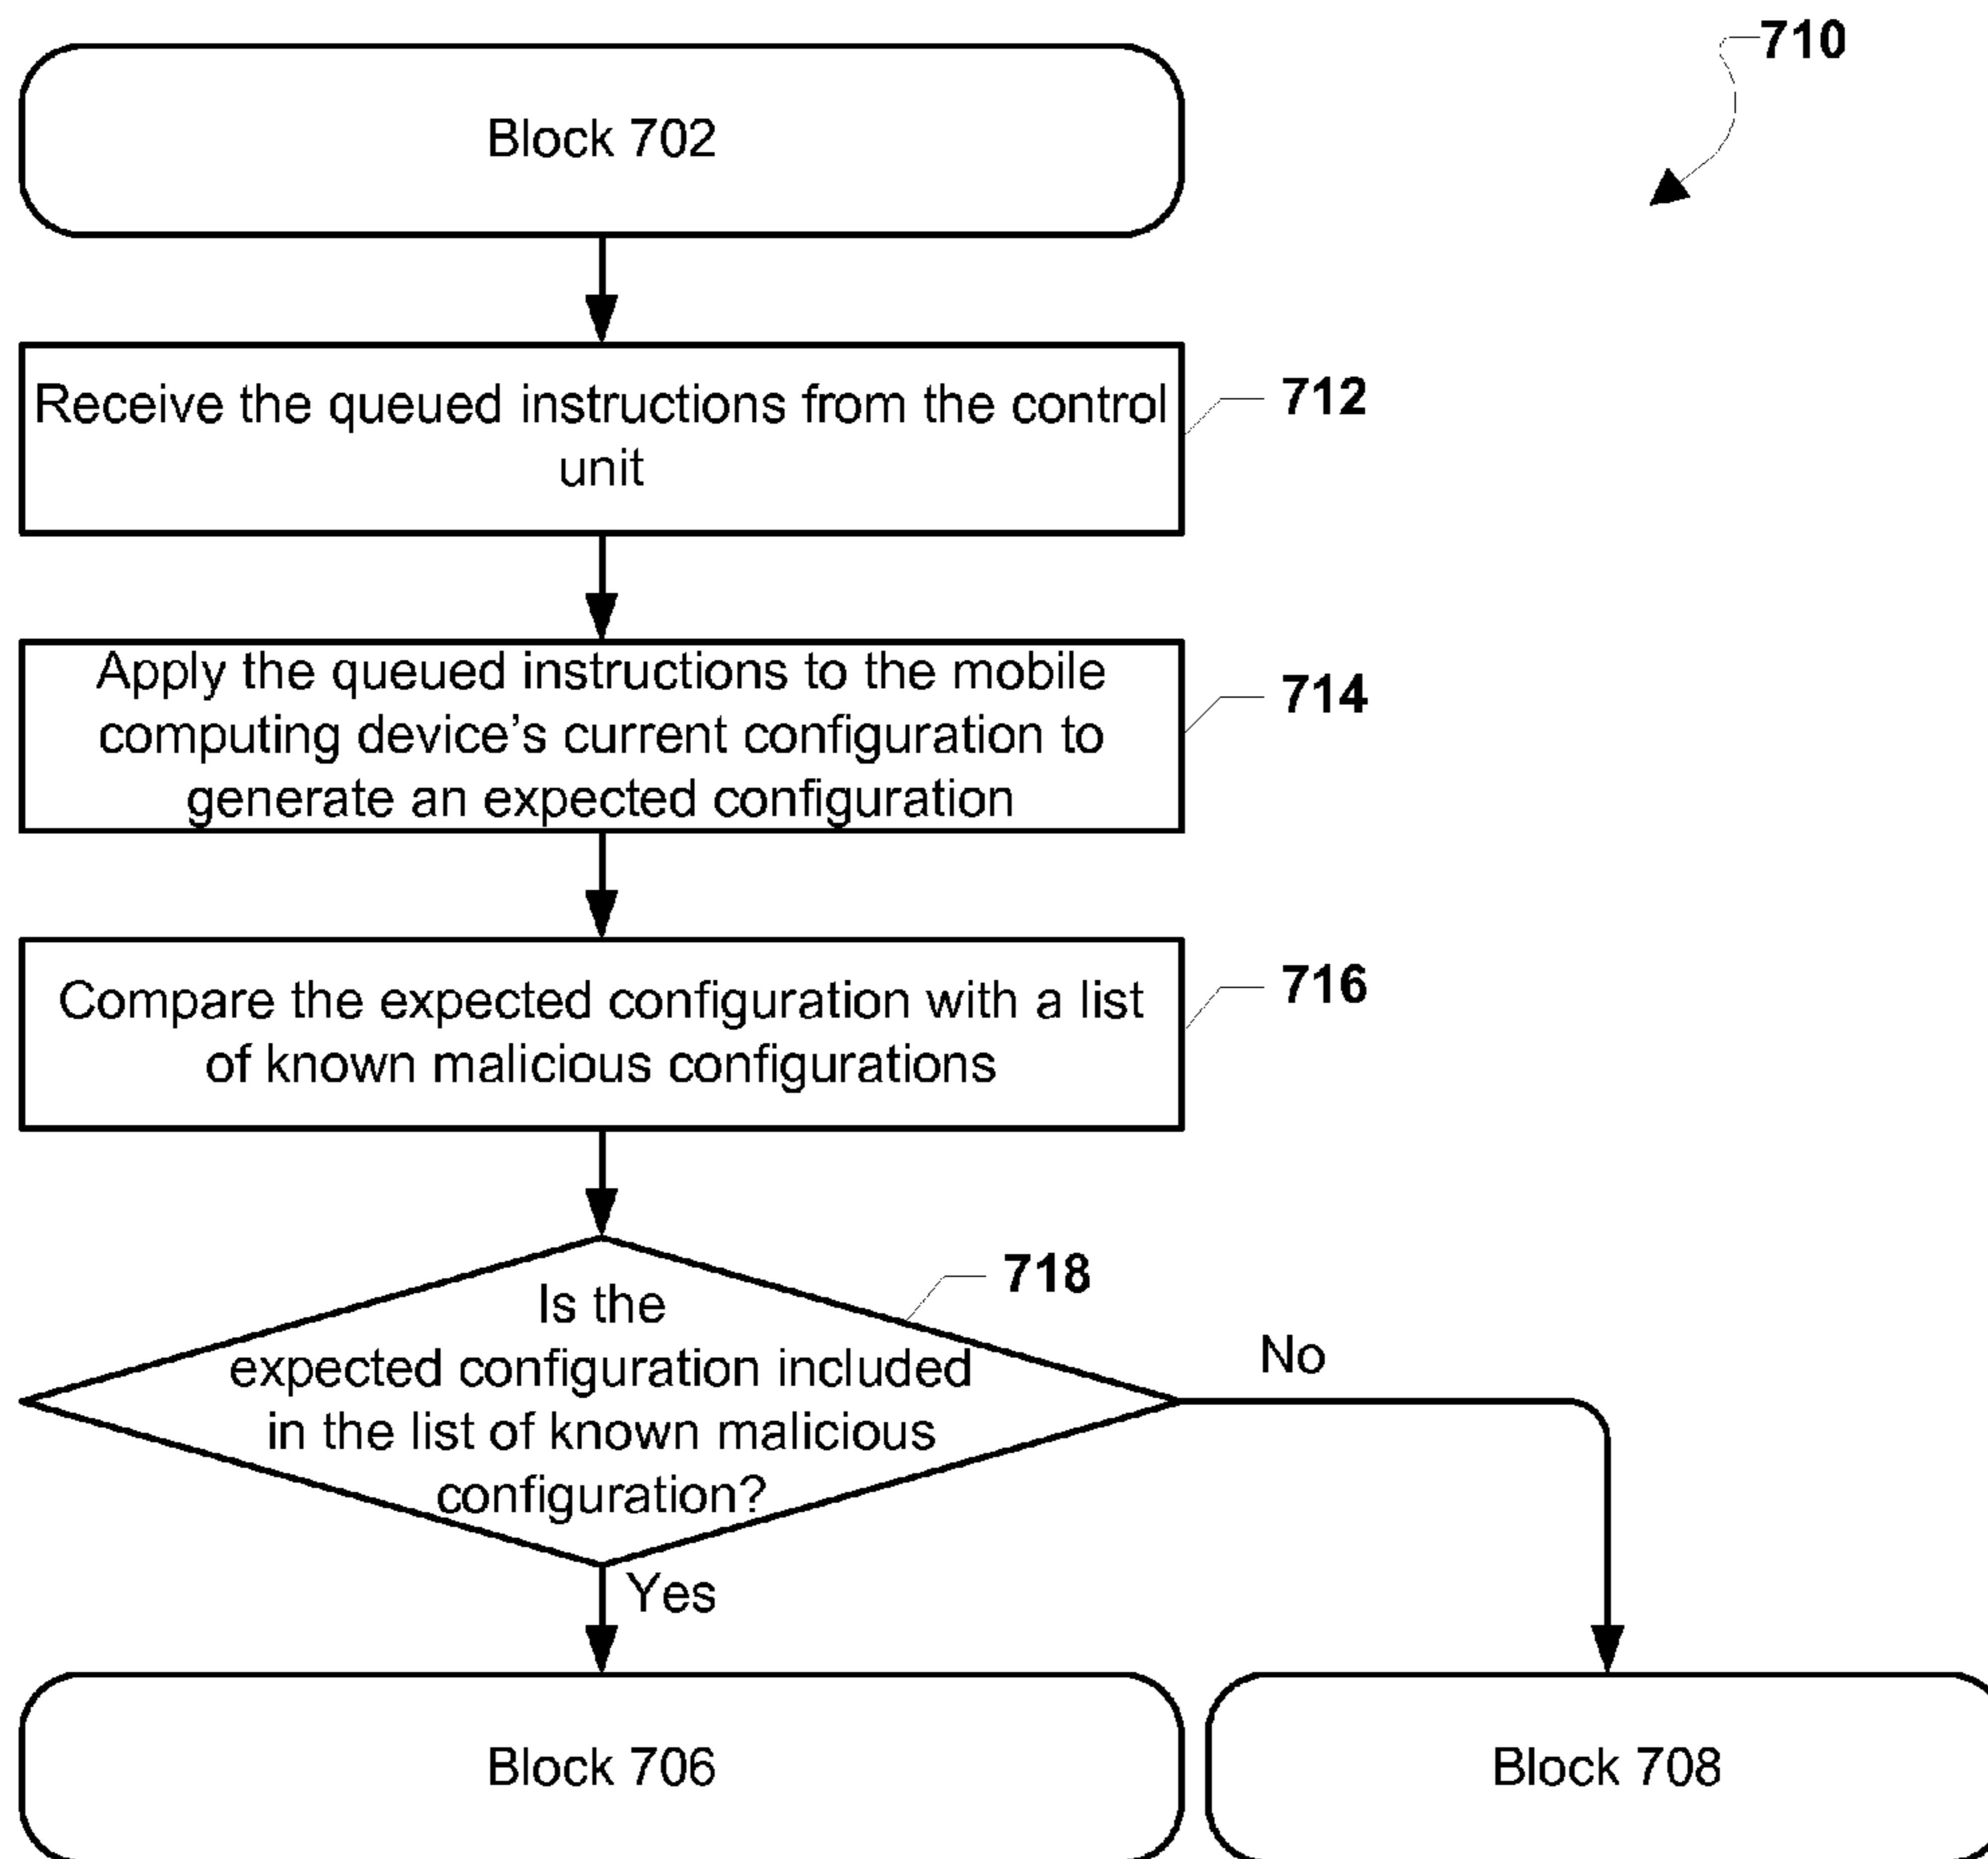 710
Block 702
Receive the queued instructions from the control
unit
712
Apply the queued instructions to the mobile
computing device’s current configuration to
generate an expected configuration
714
Compare the expected configuration with a list
of known malicious configurations
716
Is the
expected configuration included
in the list of known malicious
configuration?
718
No
Yes
Block 706
Block 708